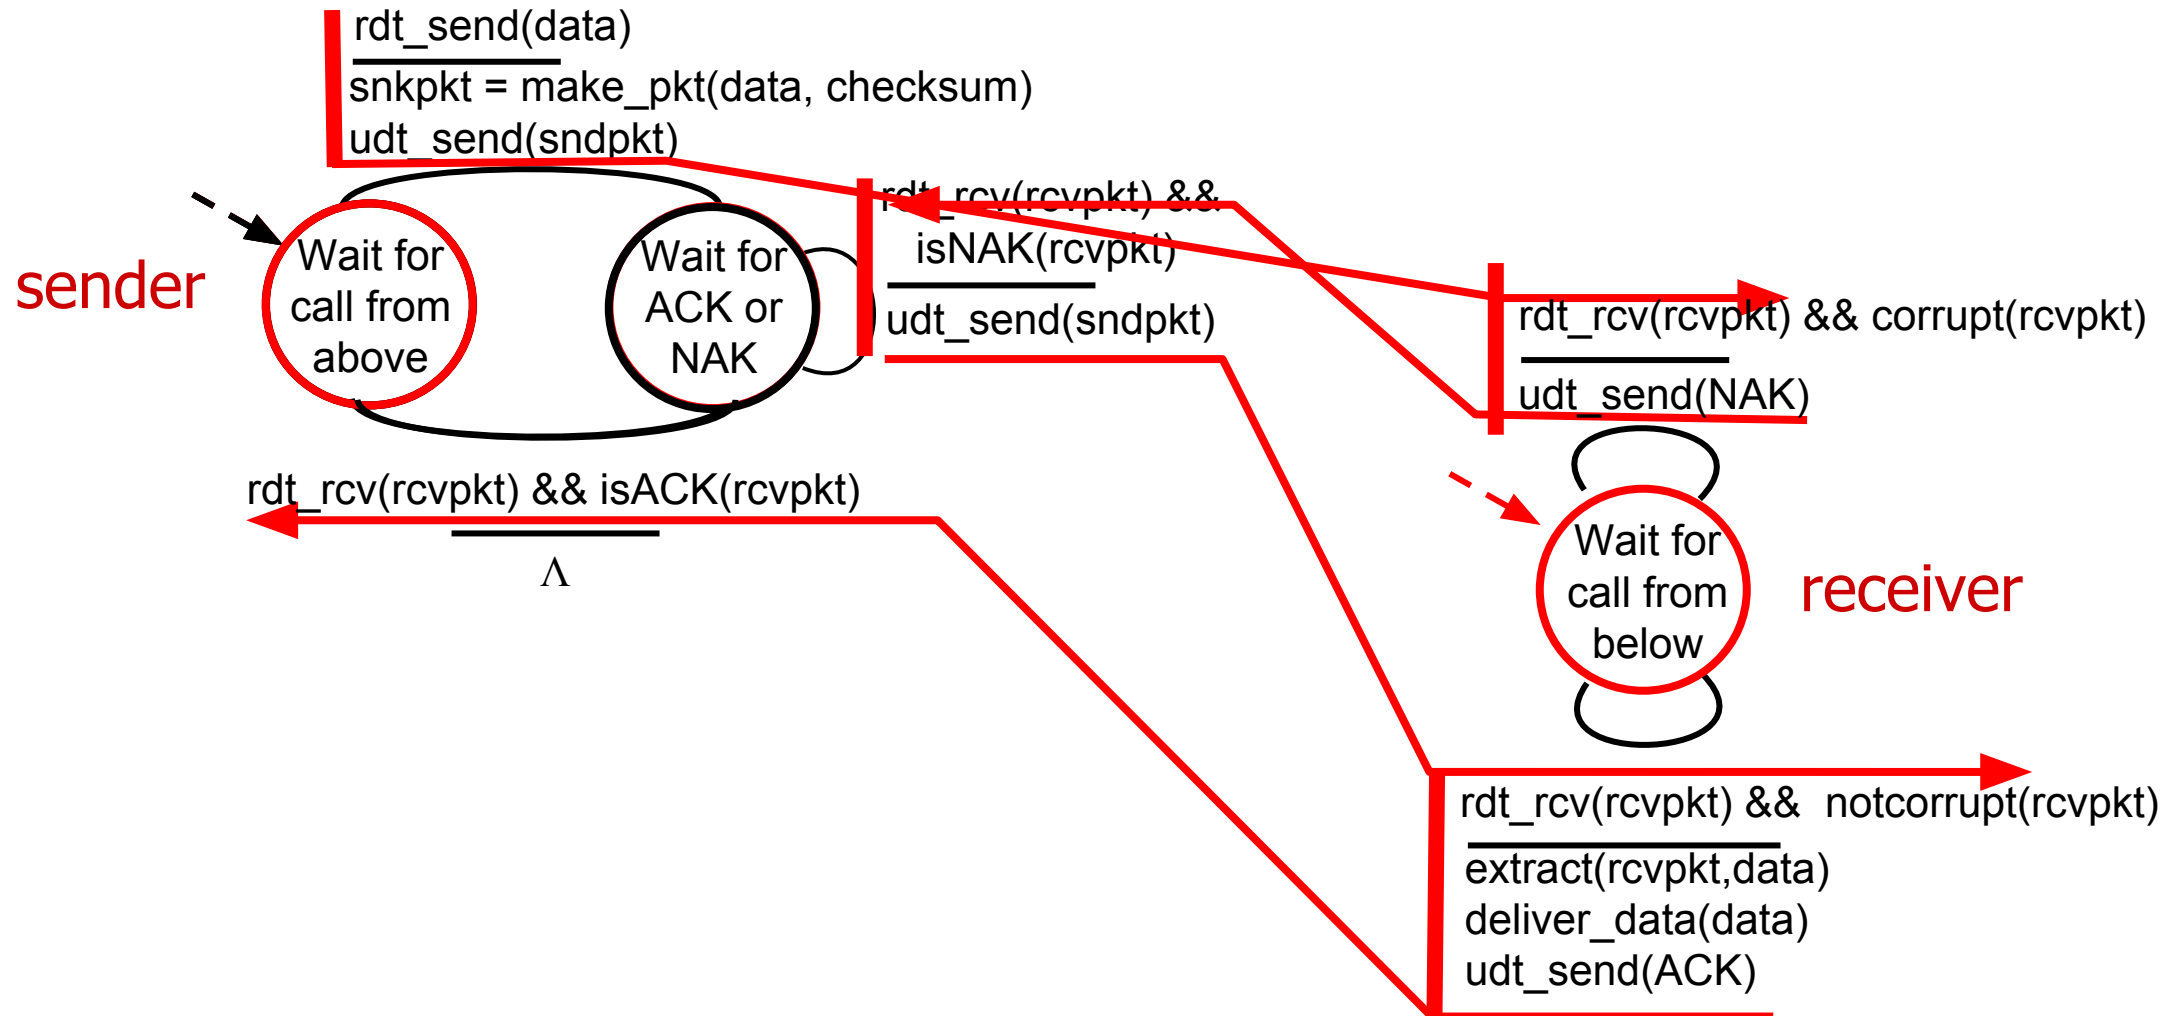 rdt_send(data)
snkpkt = make_pkt(data, checksum)
udt_send(sndpkt)
sender
Wait for
call from
above
Wait for
ACK or
NAK
rdt_rcv(rcvpkt) &&
isNAK(rcvpkt)
udt_send(sndpkt)
rdt_rcv(rcvpkt) && corrupt(rcvpkt)
udt_send(NAK)
rdt_rcv(rcvpkt) && isACK(rcvpkt)
Λ
Wait for
call from
below
receiver
rdt_rcv(rcvpkt) && notcorrupt(rcvpkt)
extract(rcvpkt,data)
deliver_data(data)
udt_send(ACK)